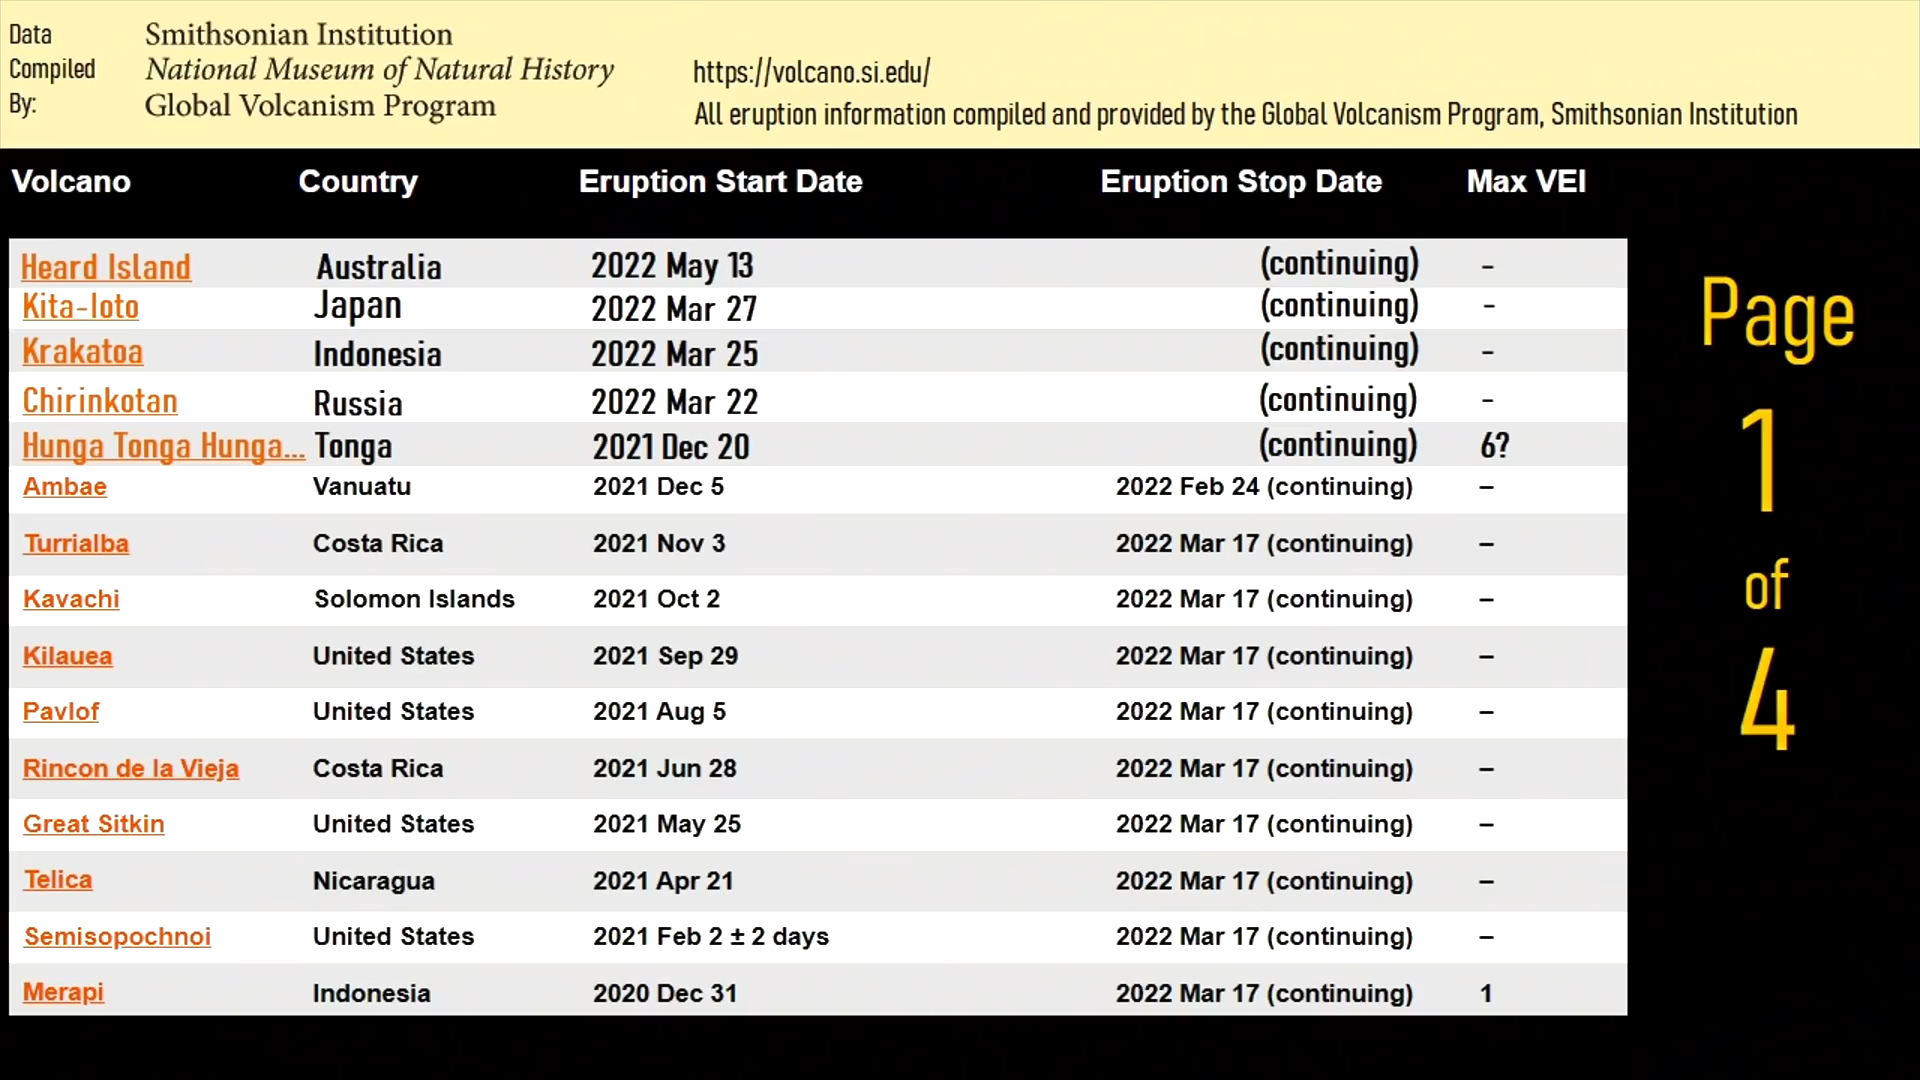 Data Compiled By:
Smithsonian Institution
National Museum of Natural History
Global Volcanism Program
https://volcano.si.edu/
All eruption information compiled and provided by the Global Volcanism Program, Smithsonian Institution
Volcano Country Eruption Start Date Eruption Stop Date Max VEI
Heard Island Australia 2022 May 13 (continuing) -
Kita-Ioto Japan 2022 Mar 27 (continuing) -
Krakatoa Indonesia 2022 Mar 25 (continuing) -
Chirinkotan Russia 2022 Mar 22 (continuing) -
Hunga Tonga Hunga... Tonga 2021 Dec 20 (continuing) 6?
Ambae Vanuatu 2021 Dec 5 2022 Feb 24 (continuing) –
Turrialba Costa Rica 2021 Nov 3 2022 Mar 17 (continuing) –
Kavachi Solomon Islands 2021 Oct 2 2022 Mar 17 (continuing) –
Kilauea United States 2021 Sep 29 2022 Mar 17 (continuing) –
Pavlof United States 2021 Aug 5 2022 Mar 17 (continuing) –
Rincon de la Vieja Costa Rica 2021 Jun 28 2022 Mar 17 (continuing) –
Great Sitkin United States 2021 May 25 2022 Mar 17 (continuing) –
Telica Nicaragua 2021 Apr 21 2022 Mar 17 (continuing) –
Semisopochnoi United States 2021 Feb 2 ± 2 days 2022 Mar 17 (continuing) –
Merapi Indonesia 2020 Dec 31 2022 Mar 17 (continuing) 1
Page
1
of
4